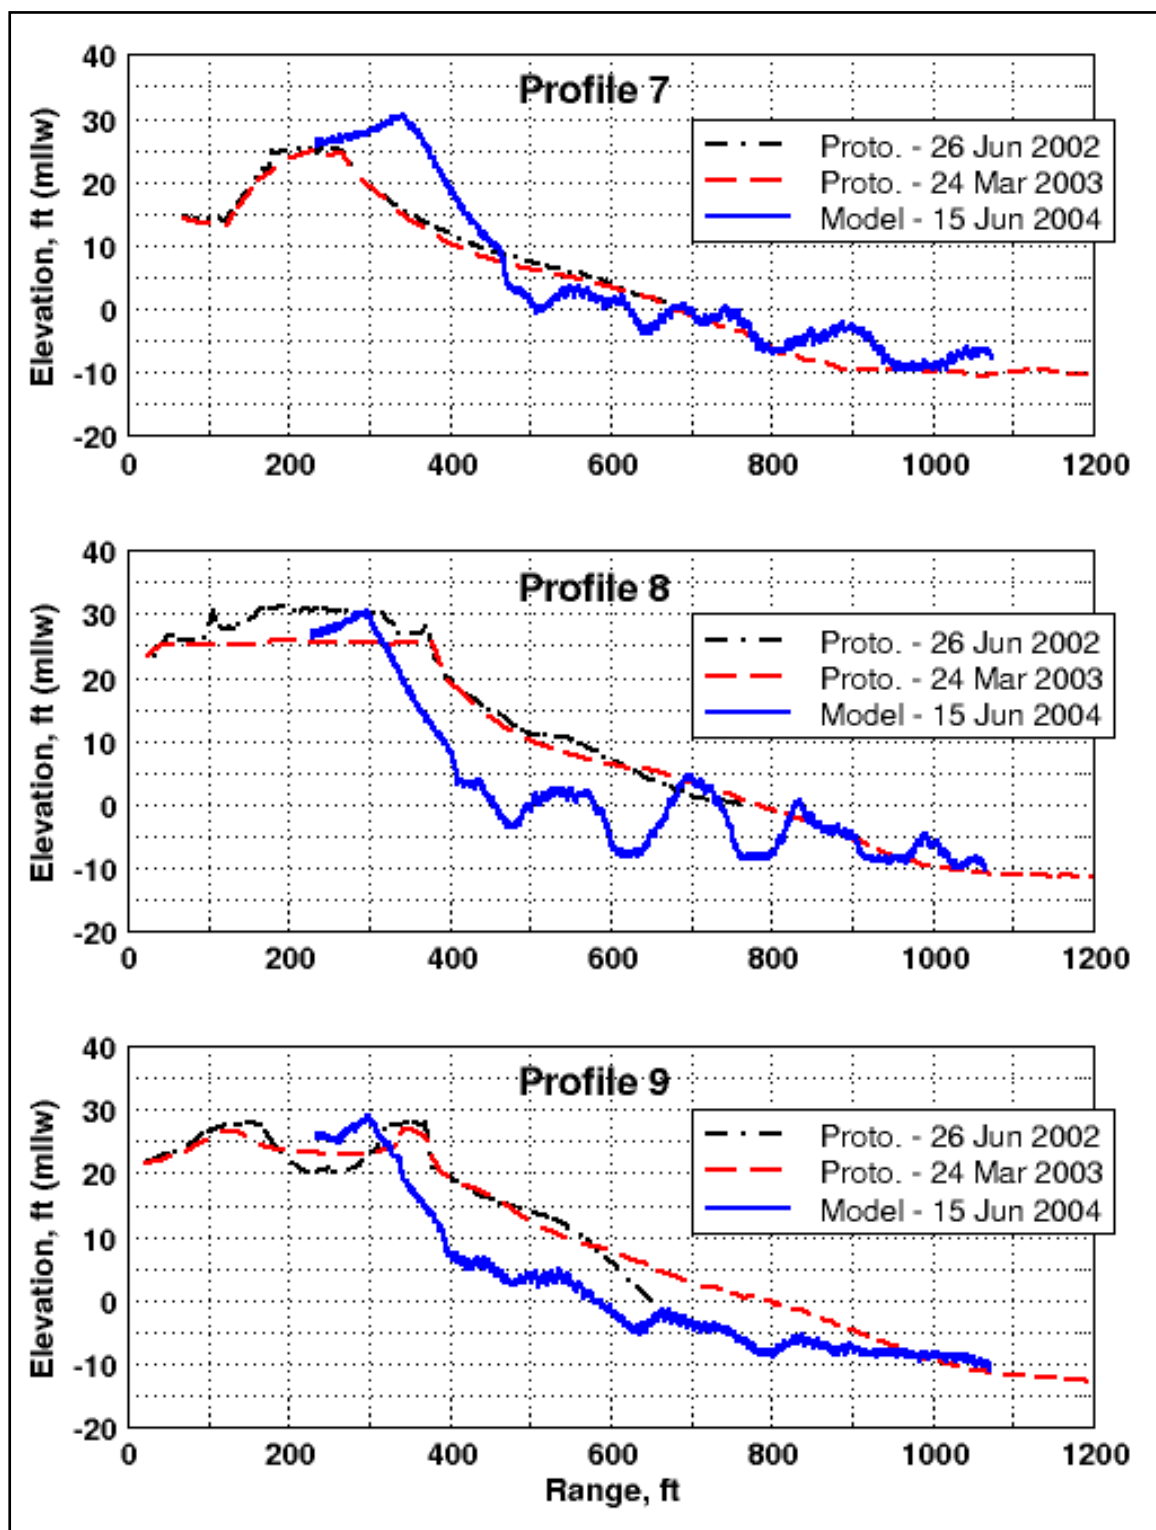 Profile 7
Elevation, ft (mllw)
40
30
20
10
0
-10
-20
0 200 400 600 800 1000 1200
Proto. - 26 Jun 2002
Proto. - 24 Mar 2003
Model - 15 Jun 2004
Profile 8
Elevation, ft (mllw)
40
30
20
10
0
-10
-20
0 200 400 600 800 1000 1200
Proto. - 26 Jun 2002
Proto. - 24 Mar 2003
Model - 15 Jun 2004
Profile 9
Elevation, ft (mllw)
40
30
20
10
0
-10
-20
0 200 400 600 800 1000 1200
Proto. - 26 Jun 2002
Proto. - 24 Mar 2003
Model - 15 Jun 2004
Range, ft